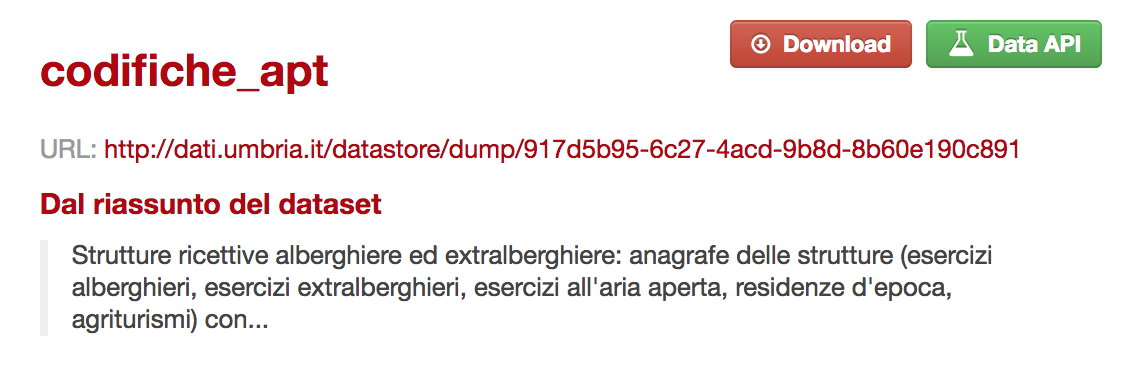 Download
Data API
codifiche_apt
URL: http://dati.umbria.it/datastore/dump/917d5b95-6c27-4acd-9b8d-8b60e190c891
Dal riassunto del dataset
Strutture ricettive alberghiere ed extralberghiere: anagrafe delle strutture (esercizi
alberghieri, esercizi extralberghieri, esercizi all'aria aperta, residenze d'epoca,
agriturismi) con...